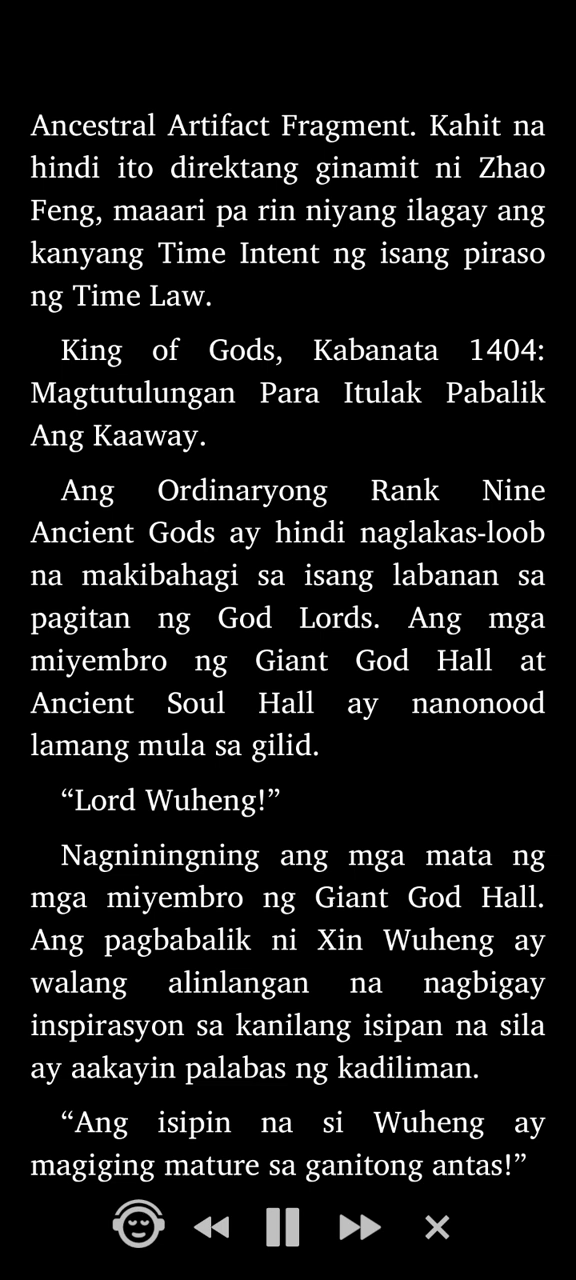 Ancestral Artifact Fragment. Kahit na
hindi ito direktang ginamit ni Zhao
Feng, maaari pa rin niyang ilagay ang
kanyang Time Intent ng isang piraso
ng Time Law.
King of Gods, Kabanata 1404:
Magtutulungan Para Itulak Pabalik
Ang Kaaway.
Ang Ordinaryong Rank Nine
Ancient Gods ay hindi naglakas-loob
na makibahagi sa isang labanan sa
pagitan ng God Lords. Ang mga
miyembro ng Giant God Hall at
Ancient Soul Hall ay nanonood
lamang mula sa gilid.
“Lord Wuheng!”
Nagniningning ang mga mata ng
mga miyembro ng Giant God Hall.
Ang pagbabalik ni Xin Wuheng ay
walang alinlangan na nagbigay
inspirasyon sa kanilang isipan na sila
ay aakayin palabas ng kadiliman.
“Ang isipin na si Wuheng ay
magiging mature sa ganitong antas!”